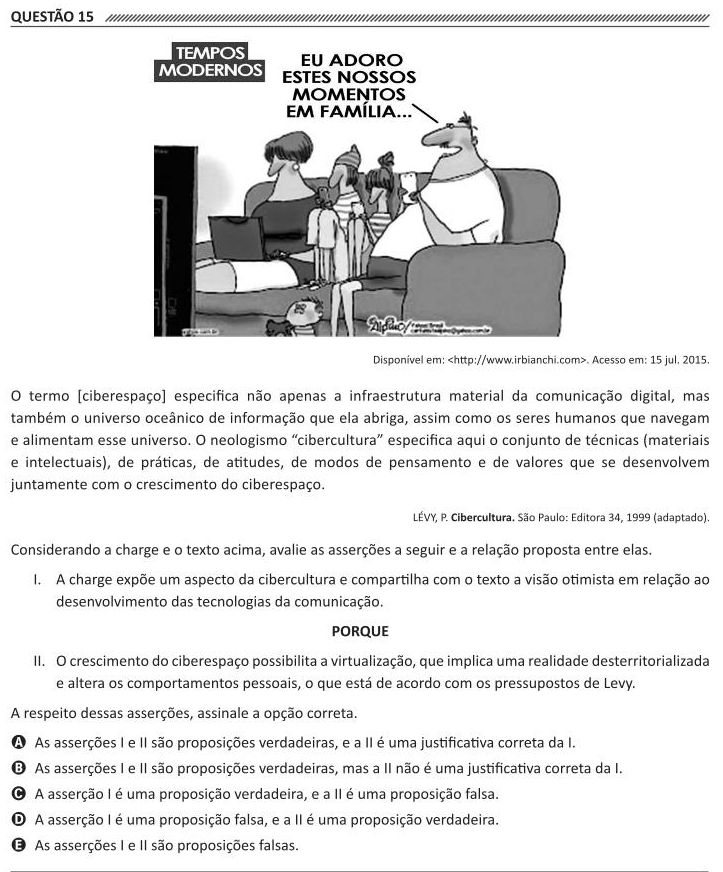 QUESTÃO 15
TEMPOS
MODERNOS
EU ADORO
ESTES NOSSOS
MOMENTOS
EM FAMÍLIA...
Alpino/
Yahoo! Brasil
Disponível em: <http://www.irbianchi.com>. Acesso em: 15 jul. 2015.
O termo [ciberespaço] especifica não apenas a infraestrutura material da comunicação digital, mas
também o universo oceânico de informação que ela abriga, assim como os seres humanos que navegam
e alimentam esse universo. O neologismo “cibercultura” especifica aqui o conjunto de técnicas (materiais
e intelectuais), de práticas, de atitudes, de modos de pensamento e de valores que se desenvolvem
juntamente com o crescimento do ciberespaço.
LÉVY, P. Cibercultura. São Paulo: Editora 34, 1999 (adaptado).
Considerando a charge e o texto acima, avalie as asserções a seguir e a relação proposta entre elas.
I. A charge expõe um aspecto da cibercultura e compartilha com o texto a visão otimista em relação ao
desenvolvimento das tecnologias da comunicação.
PORQUE
II. O crescimento do ciberespaço possibilita a virtualização, que implica uma realidade desterritorializada
e altera os comportamentos pessoais, o que está de acordo com os pressupostos de Levy.
A respeito dessas asserções, assinale a opção correta.
A As asserções I e II são proposições verdadeiras, e a II é uma justificativa correta da I.
B As asserções I e II são proposições verdadeiras, mas a II não é uma justificativa correta da I.
C A asserção I é uma proposição verdadeira, e a II é uma proposição falsa.
D A asserção I é uma proposição falsa, e a II é uma proposição verdadeira.
E As asserções I e II são proposições falsas.